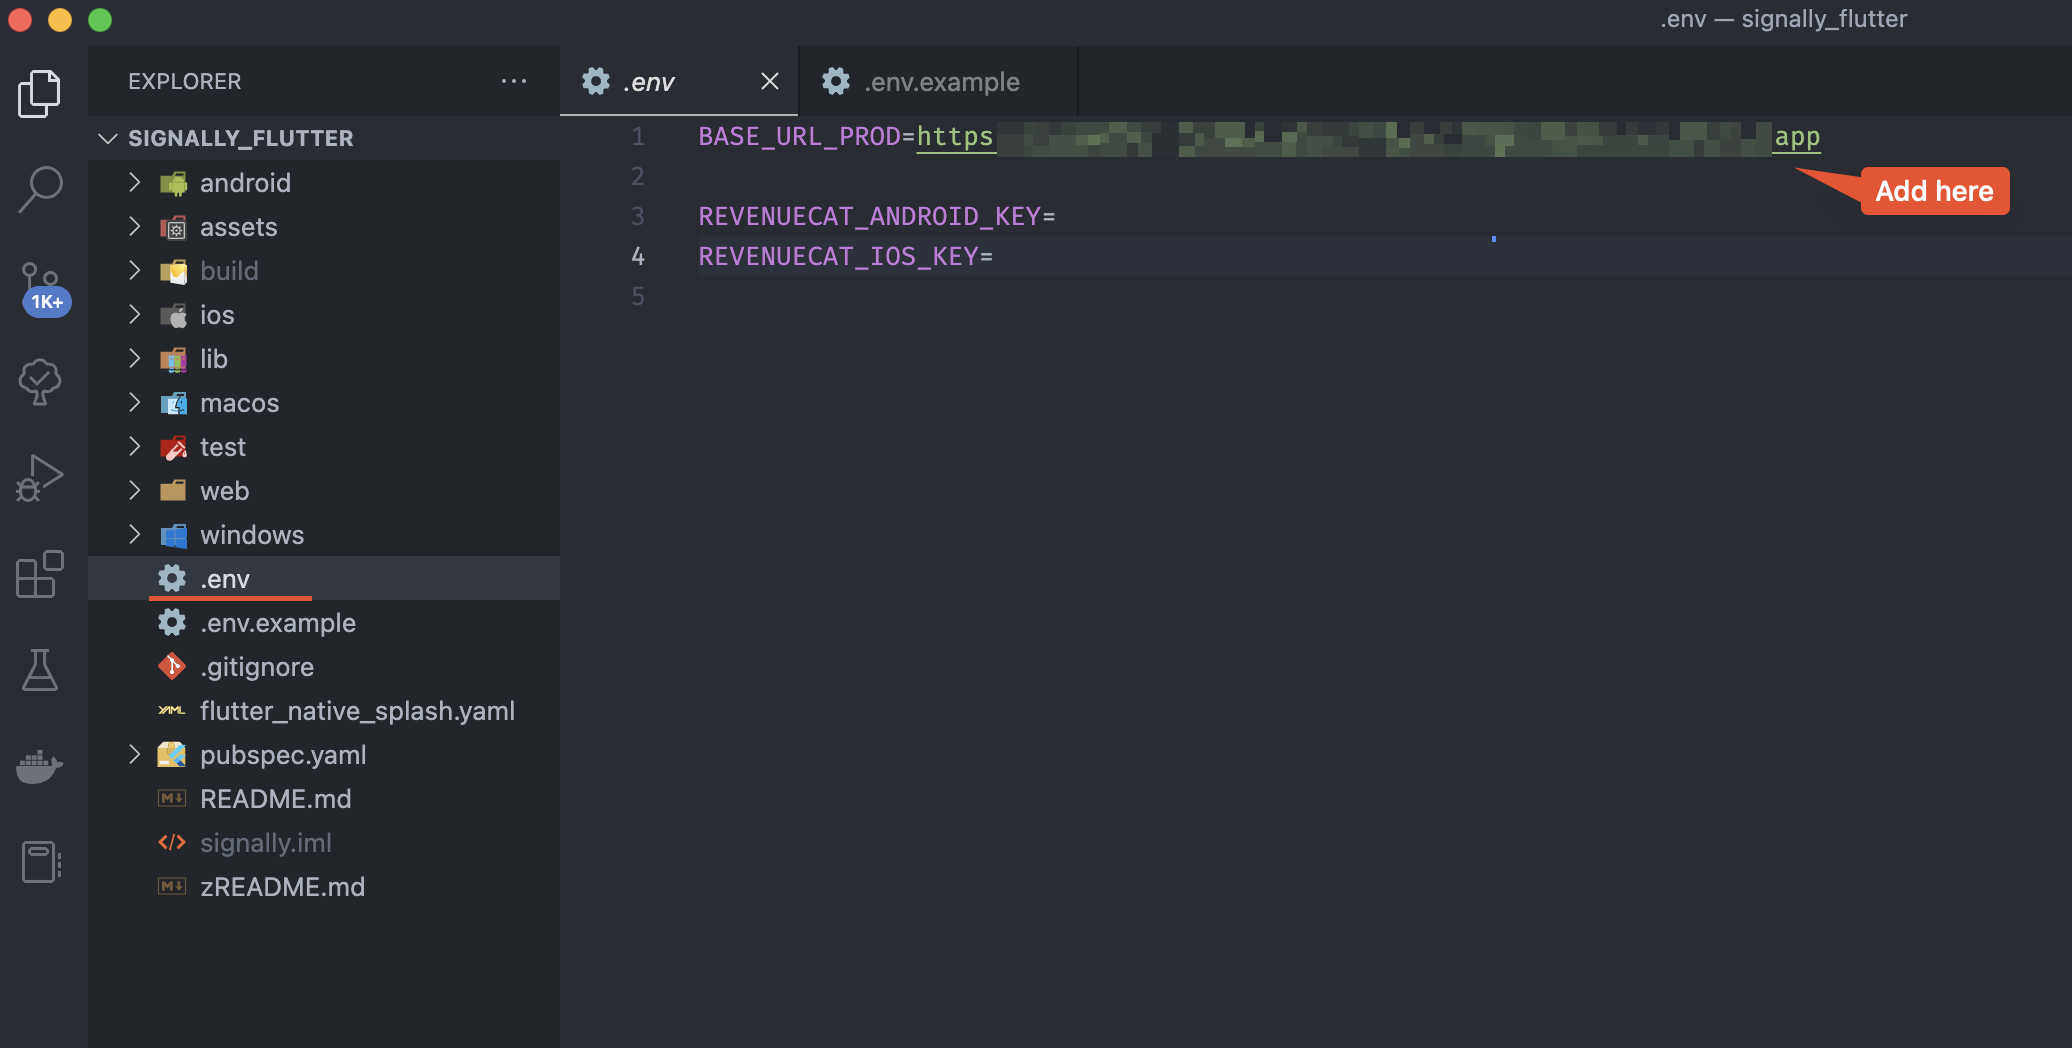 .env — signally_flutter
EXPLORER
.env
.env.example
SIGNALLY_FLUTTER
android
assets
build
ios
lib
macos
test
web
windows
.env
.env.example
.gitignore
flutter_native_splash.yaml
pubspec.yaml
README.md
signally.iml
zREADME.md
1K+
YAML
M
M
1 BASE_URL_PROD=https app
2
3 REVENUECAT_ANDROID_KEY=
4 REVENUECAT_IOS_KEY=
5
Add here